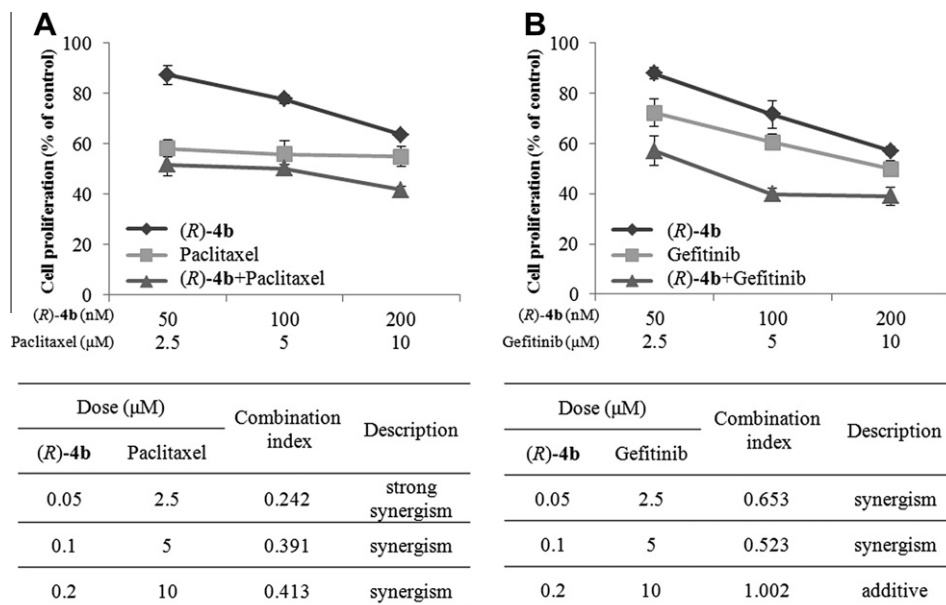 A
Cell proliferation (% of control)
100
80
60
40
20
0
(R)-4b
Paclitaxel
(R)-4b+Paclitaxel
(R)-4b (nM) 50 100 200
Paclitaxel (μM) 2.5 5 10
Dose (μM) Combination index Description
(R)-4b Paclitaxel
0.05 2.5 0.242 strong synergism
0.1 5 0.391 synergism
0.2 10 0.413 synergism
B
Cell proliferation (% of control)
100
80
60
40
20
0
(R)-4b
Gefitinib
(R)-4b+Gefitinib
(R)-4b (nM) 50 100 200
Gefitinib (μM) 2.5 5 10
Dose (μM) Combination index Description
(R)-4b Gefitinib
0.05 2.5 0.653 synergism
0.1 5 0.523 synergism
0.2 10 1.002 additive